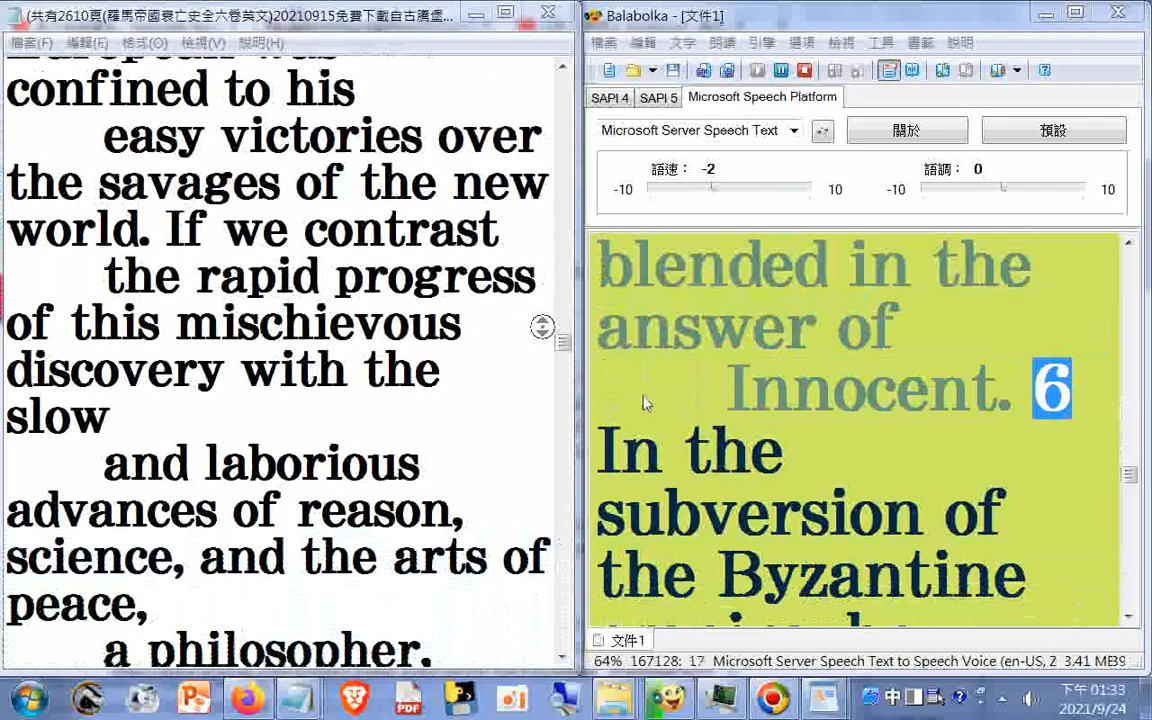 (共有2610頁(羅馬帝國衰亡史全六卷英文)20210915免費下載自古騰堡...
檔案(F) 編輯(E) 格式(O) 檢視(V) 說明(H)
confined to his
easy victories over
the savages of the new
world. If we contrast
the rapid progress
of this mischievous
discovery with the
slow
and laborious
advances of reason,
science, and the arts of
peace,
a philosopher,
Balabolka - [文件1]
檔案 編輯 文字 朗讀 引擎 選項 檢視 工具 書籤 說明
SAPI 4 SAPI 5 Microsoft Speech Platform
Microsoft Server Speech Text 關於 預設
語速： -2 語調： 0
-10 10 -10 10
blended in the
answer of
Innocent. 6
In the
subversion of
the Byzantine
文件1
64% 167128: 17 Microsoft Server Speech Text to Speech Voice (en-US, 2 3.41 MB
中 下午 01:33
2021/9/24